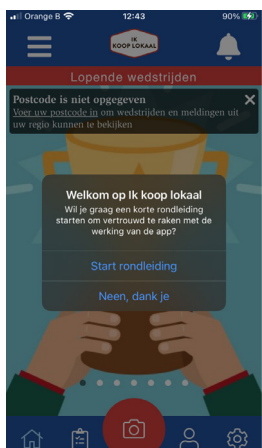 Orange B
12:43
90%
IK
KOOP LOKAAL
Lopende wedstrijden
Postcode is niet opgegeven
Voer uw postcode in om wedstrijden en meldingen uit
uw regio kunnen te bekijken
Welkom op Ik koop lokaal
Wil je graag een korte rondleiding
starten om vertrouwd te raken met de
werking van de app?
Start rondleiding
Neen, dank je